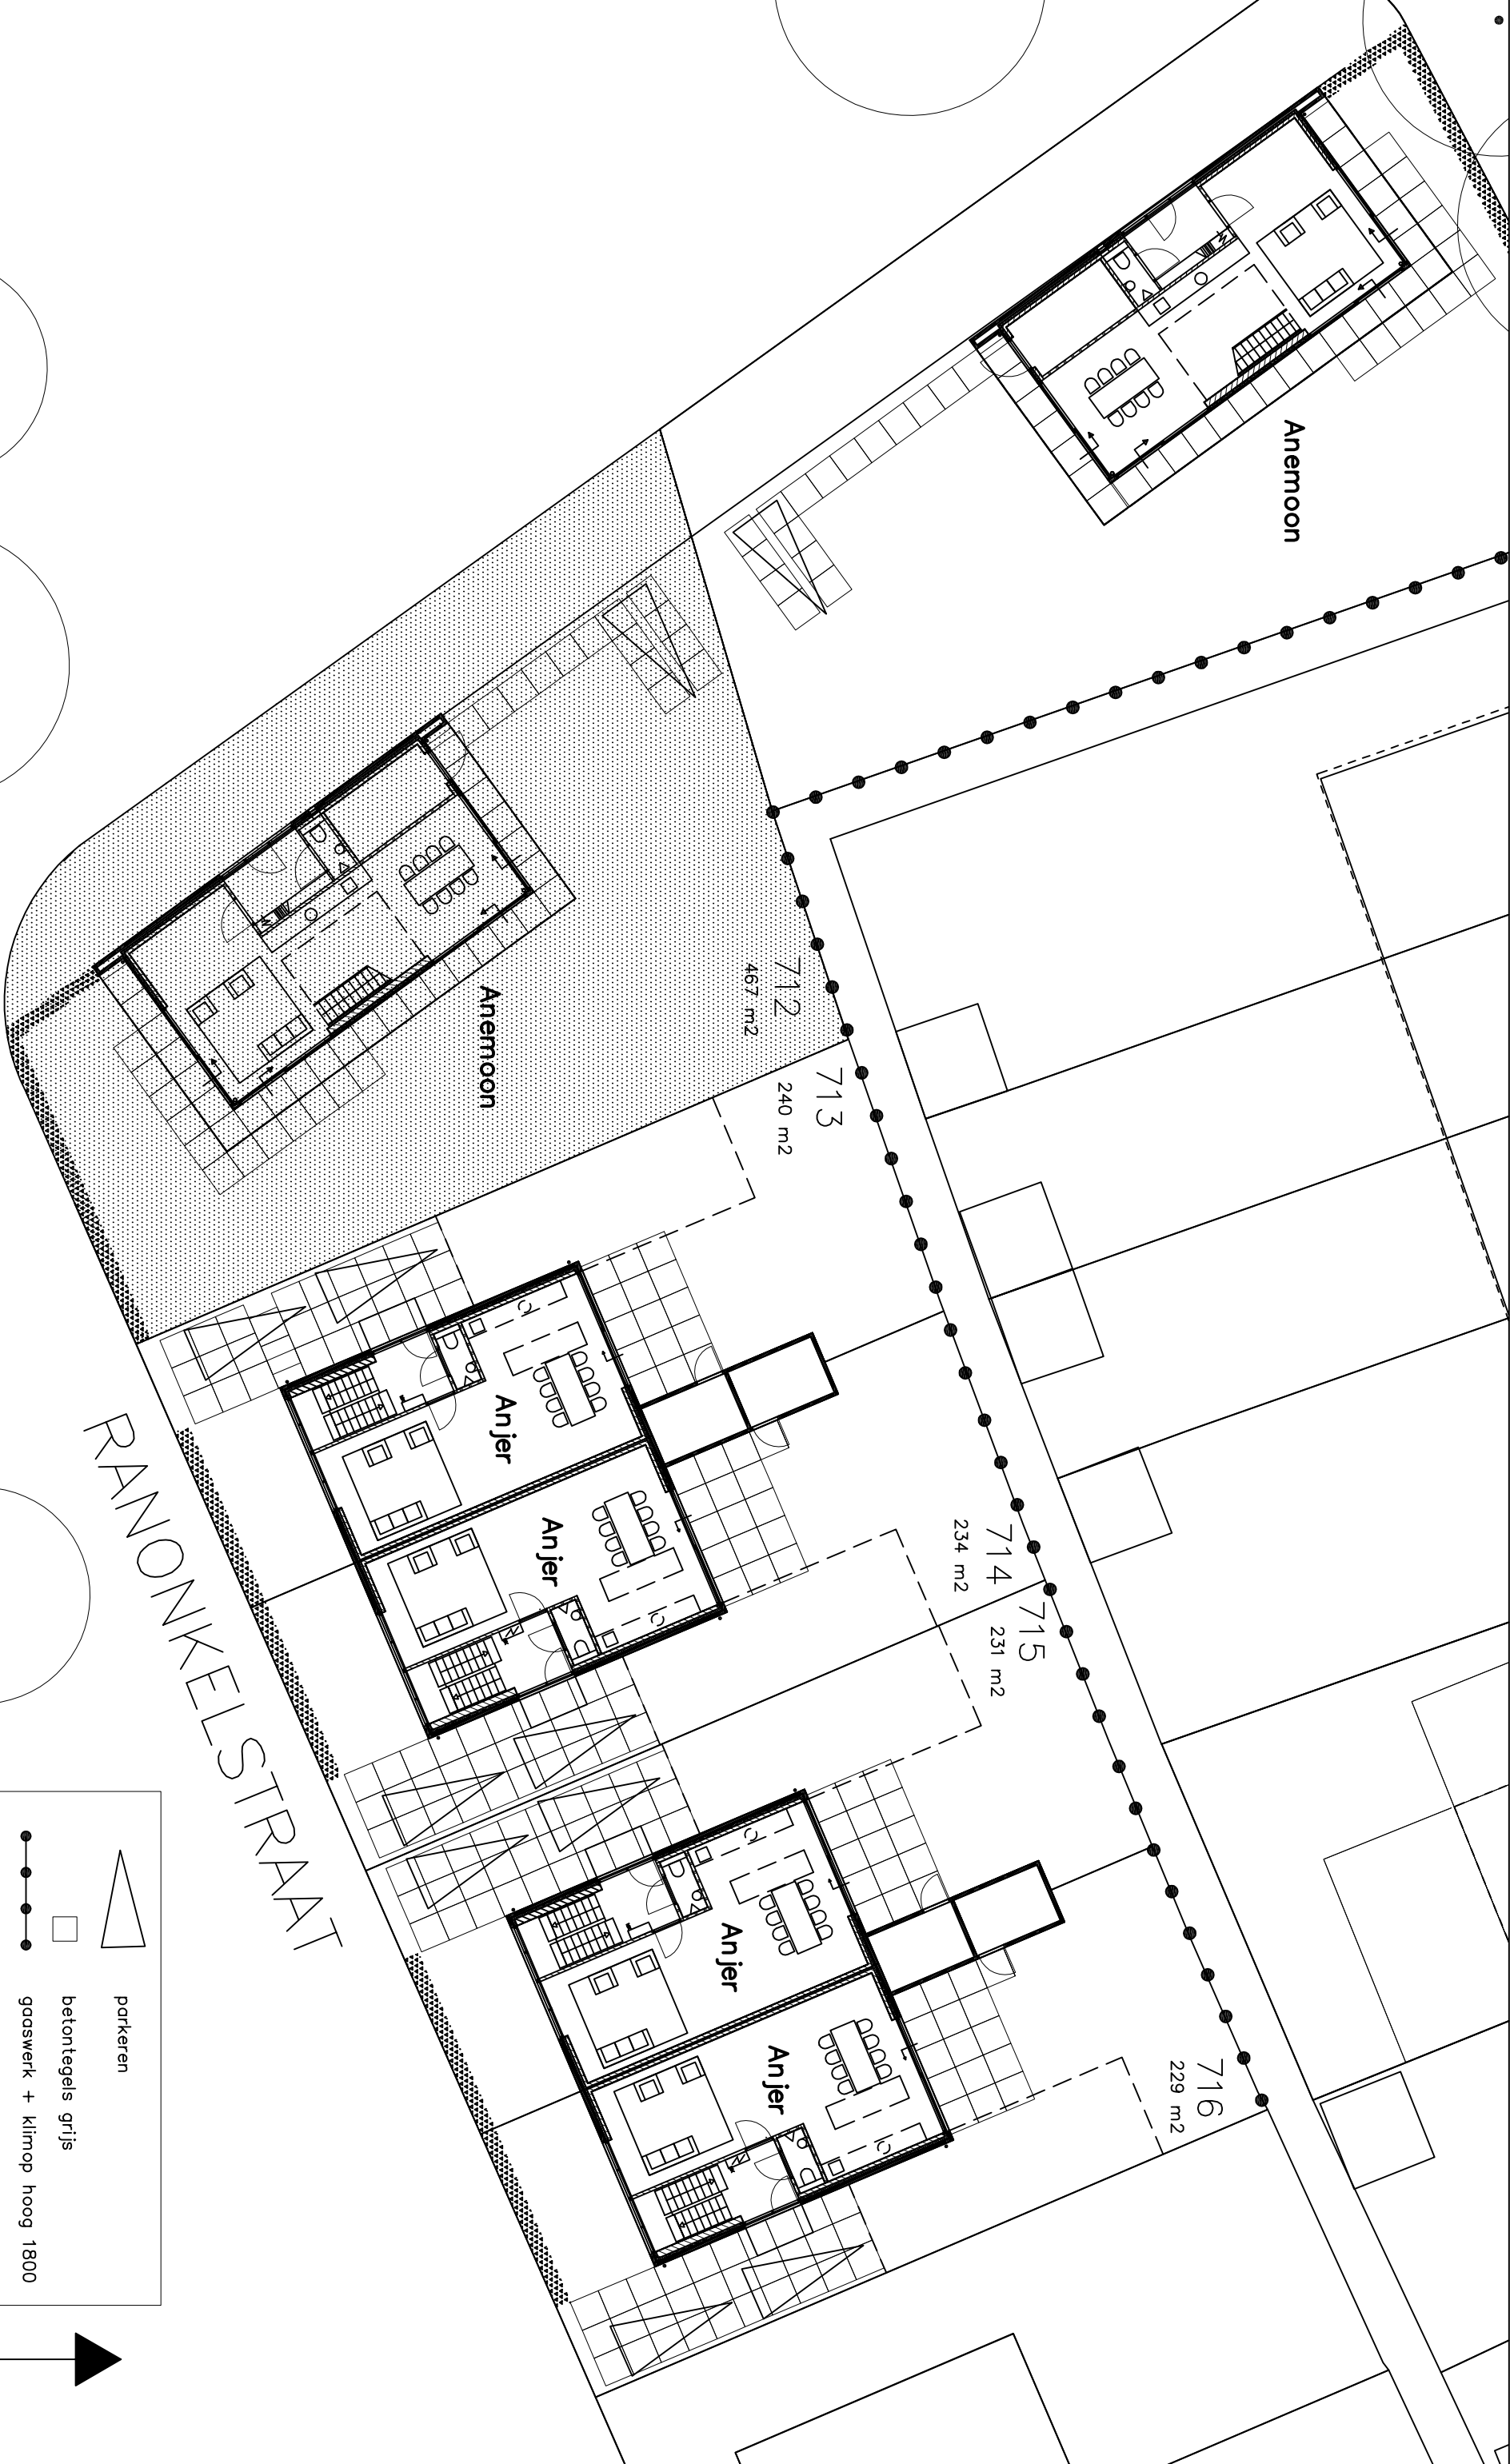 Anemoon
712
467 m2
Anemoon
713
240 m2
Anjer
Anjer
714
234 m2
715
231 m2
Anjer
Anjer
716
229 m2
RANONKELSTRAAT
parkeren
betontegels grijs
gaaswerk + klimop hoog 1800